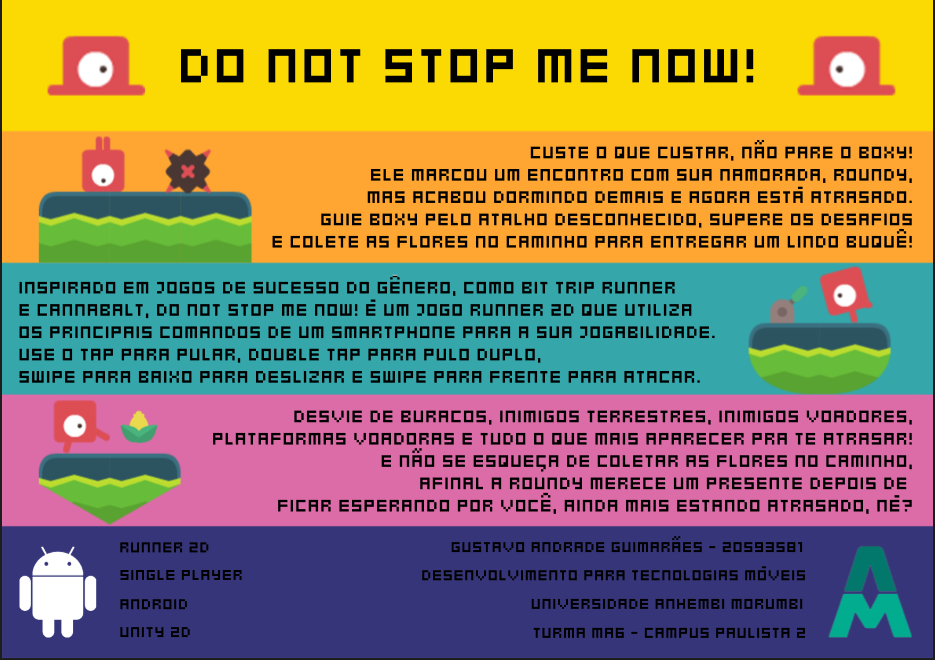 DO NOT STOP ME NOW!
CUSTE O QUE CUSTAR, NÃO PARE O BOXY!
ELE MARCOU UM ENCONTRO COM SUA NAMORADA, ROUNDY,
MAS ACABOU DORMINDO DEMAIS E AGORA ESTÁ ATRASADO.
GUIE BOXY PELO ATALHO DESCONHECIDO, SUPERE OS DESAFIOS
E COLETE AS FLORES NO CAMINHO PARA ENTREGAR UM LINDO BUQUÊ!
INSPIRADO EM JOGOS DE SUCESSO DO GÊNERO, COMO BIT TRIP RUNNER
E CANNABALT, DO NOT STOP ME NOW! É UM JOGO RUNNER 2D QUE UTILIZA
OS PRINCIPAIS COMANDOS DE UM SMARTPHONE PARA A SUA JOGABILIDADE.
USE O TAP PARA PULAR, DOUBLE TAP PARA PULO DUPLO,
SWIPE PARA BAIXO PARA DESLIZAR E SWIPE PARA FRENTE PARA ATACAR.
DESVIE DE BURACOS, INIMIGOS TERRESTRES, INIMIGOS VOADORES,
PLATAFORMAS VOADORAS E TUDO O QUE MAIS APARECER PRA TE ATRASAR!
E NÃO SE ESQUEÇA DE COLETAR AS FLORES NO CAMINHO,
AFINAL A ROUNDY MERECE UM PRESENTE DEPOIS DE
FICAR ESPERANDO POR VOCÊ, AINDA MAIS ESTANDO ATRASADO, NÉ?
RUNNER 2D
SINGLE PLAYER
ANDROID
UNITY 2D
GUSTAVO ANDRADE GUIMARÃES - 20593581
DESENVOLVIMENTO PARA TECNOLOGIAS MÓVEIS
UNIVERSIDADE ANHEMBI MORUMBI
TURMA MA6 - CAMPUS PAULISTA 2
AM